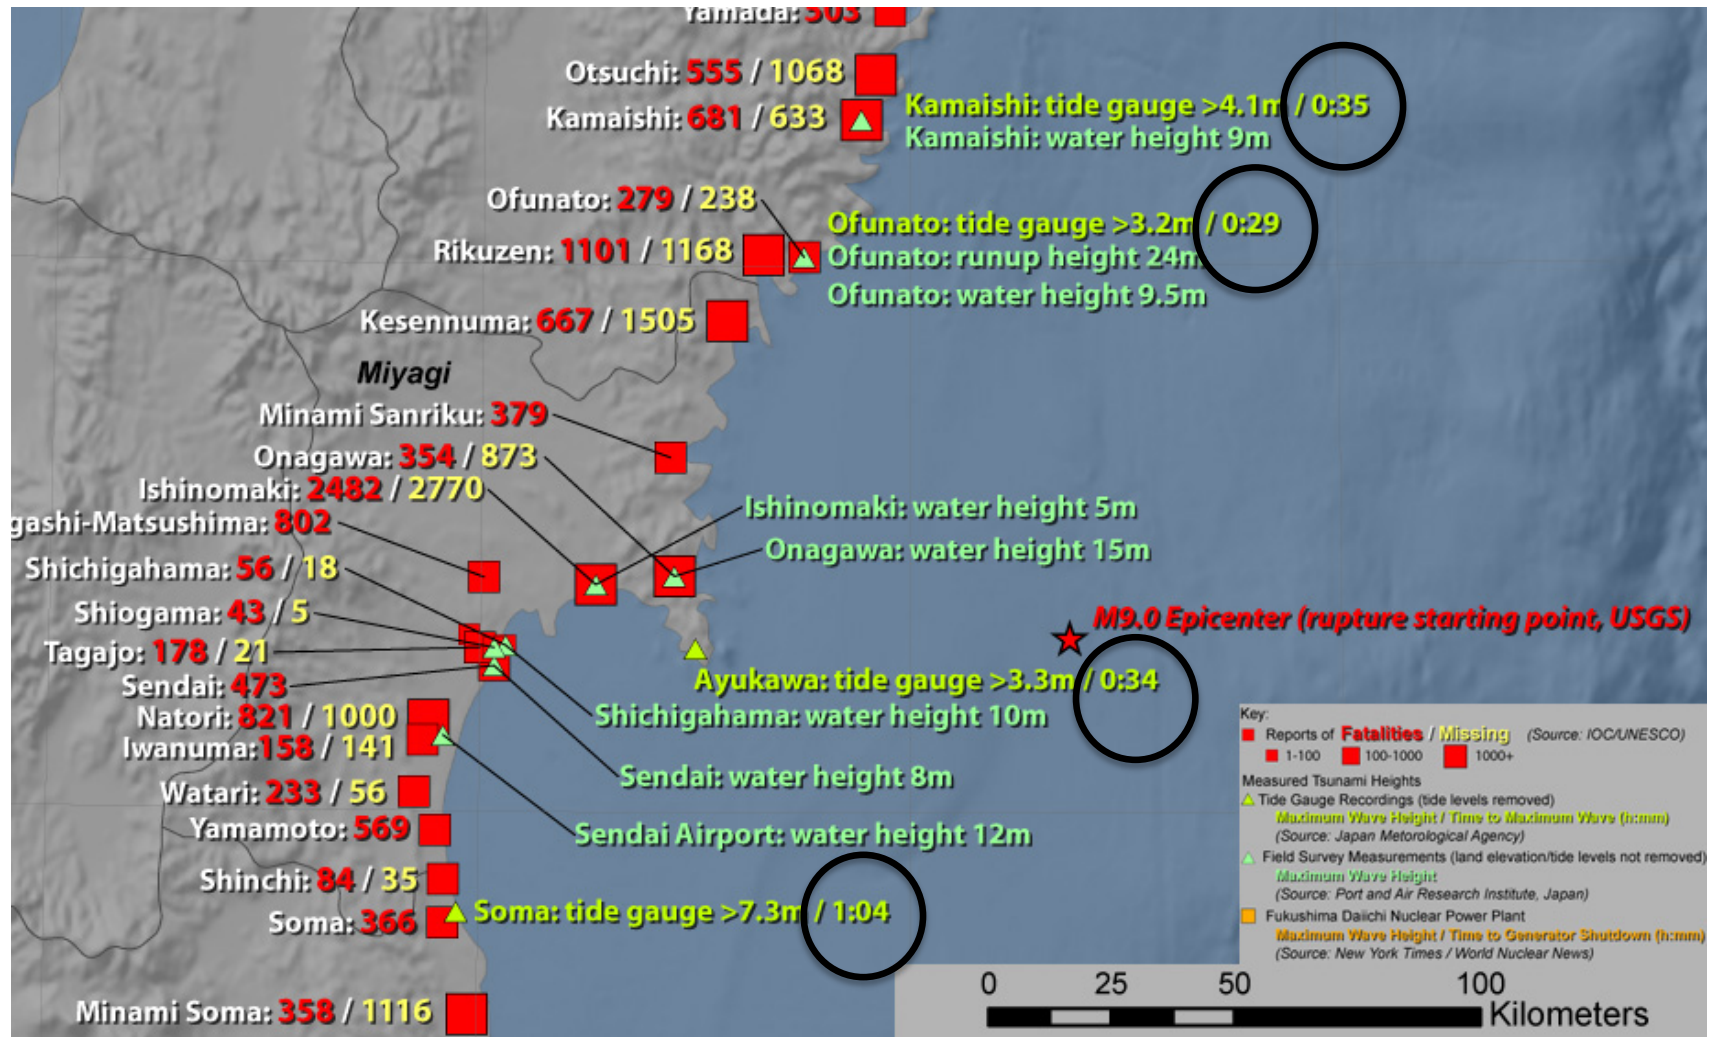 Yamada: 503
Otsuchi: 555 / 1068
Kamaishi: 681 / 633
Kamaishi: tide gauge >4.1m / 0:35
Kamaishi: water height 9m
Ofunato: 279 / 238
Ofunato: tide gauge >3.2m / 0:29
Rikuzen: 1101 / 1168
Ofunato: runup height 24m
Ofunato: water height 9.5m
Kesennuma: 667 / 1505
Miyagi
Minami Sanriku: 379
Onagawa: 354 / 873
Ishinomaki: 2482 / 2770
Ishinomaki: water height 5m
gashi-Matsushima: 802
Onagawa: water height 15m
Shichigahama: 56 / 18
Shiogama: 43 / 5
M9.0 Epicenter (rupture starting point, USGS)
Tagajo: 178 / 21
Ayukawa: tide gauge >3.3m / 0:34
Sendai: 473
Natori: 821 / 1000
Shichigahama: water height 10m
Iwanuma:158 / 141
Sendai: water height 8m
Watari: 233 / 56
Yamamoto: 569
Sendai Airport: water height 12m
Shinchi: 84 / 35
Soma: 366
Soma: tide gauge >7.3m / 1:04
Minami Soma: 358 / 1116
Key:
Reports of Fatalities / Missing (Source: IOC/UNESCO)
1-100 100-1000 1000+
Measured Tsunami Heights
Tide Gauge Recordings (tide levels removed)
Maximum Wave Height / Time to Maximum Wave (h:mm)
(Source: Japan Metorological Agency)
Field Survey Measurements (land elevation/tide levels not removed)
Maximum Wave Height
(Source: Port and Air Research Institute, Japan)
Fukushima Daiichi Nuclear Power Plant
Maximum Wave Height / Time to Generator Shutdown (h:mm)
(Source: New York Times / World Nuclear News)
0 25 50 100
Kilometers